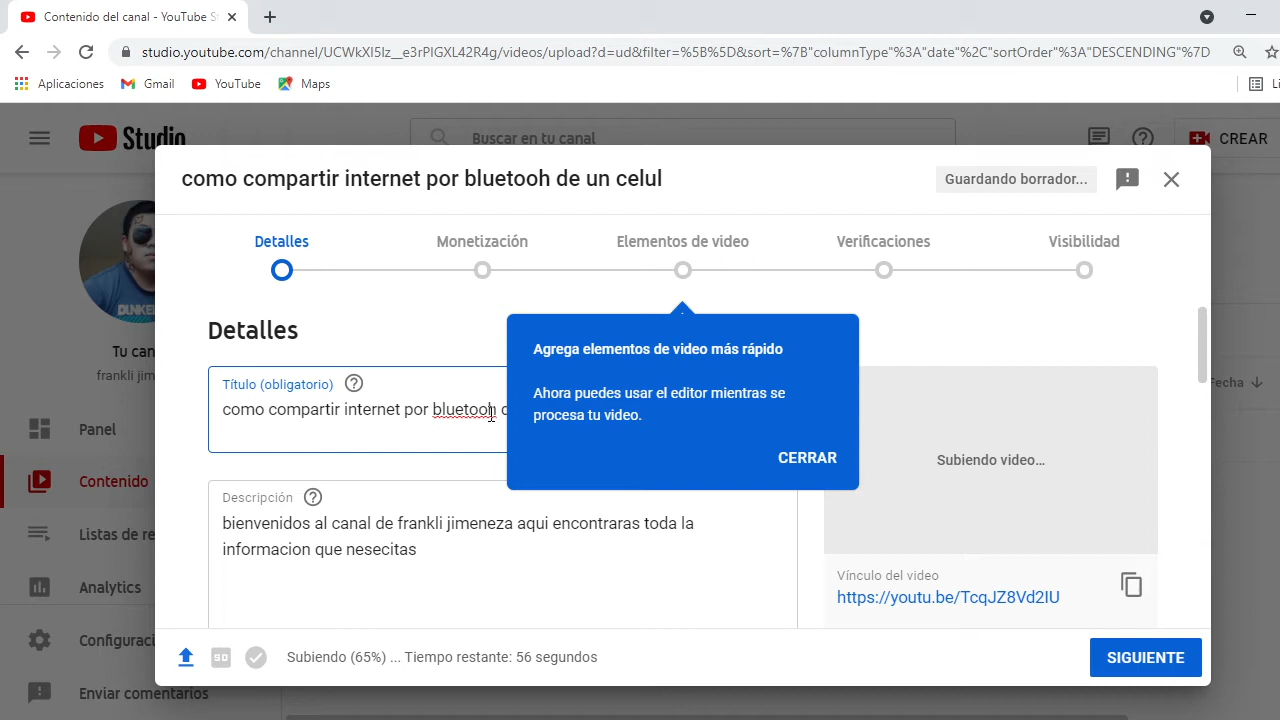 Contenido del canal - YouTube S
studio.youtube.com/channel/UCWkXI5Iz__e3rPIGXL42R4g/videos/upload?d=ud&filter=%5B%5D&sort=%7B"columnType"%3A"date"%2C"sortOrder"%3A"DESCENDING"%7D
Aplicaciones Gmail YouTube Maps
Studio Buscar en tu canal CREAR
como compartir internet por bluetooh de un celul
Guardando borrador...
Detalles Monetización Elementos de video Verificaciones Visibilidad
Detalles
Título (obligatorio)
como compartir internet por bluetooh
Agrega elementos de video más rápido
Ahora puedes usar el editor mientras se
procesa tu video.
CERRAR
Descripción
bienvenidos al canal de frankli jimeneza aqui encontraras toda la
informacion que nesecitas
Subiendo video...
Vínculo del video
https://youtu.be/TcqJZ8Vd2IU
SD Subiendo (65%) ... Tiempo restante: 56 segundos
SIGUIENTE
DUNKE
Tu can
frankli jim
Panel
Contenido
Listas de re
Analytics
Configuraci
Enviar comentarios
Fecha